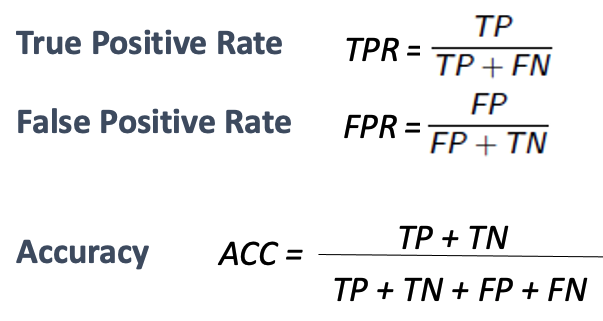 True Positive Rate TPR = TP / TP + FN
False Positive Rate FPR = FP / FP + TN
Accuracy ACC = TP + TN / TP + TN + FP + FN